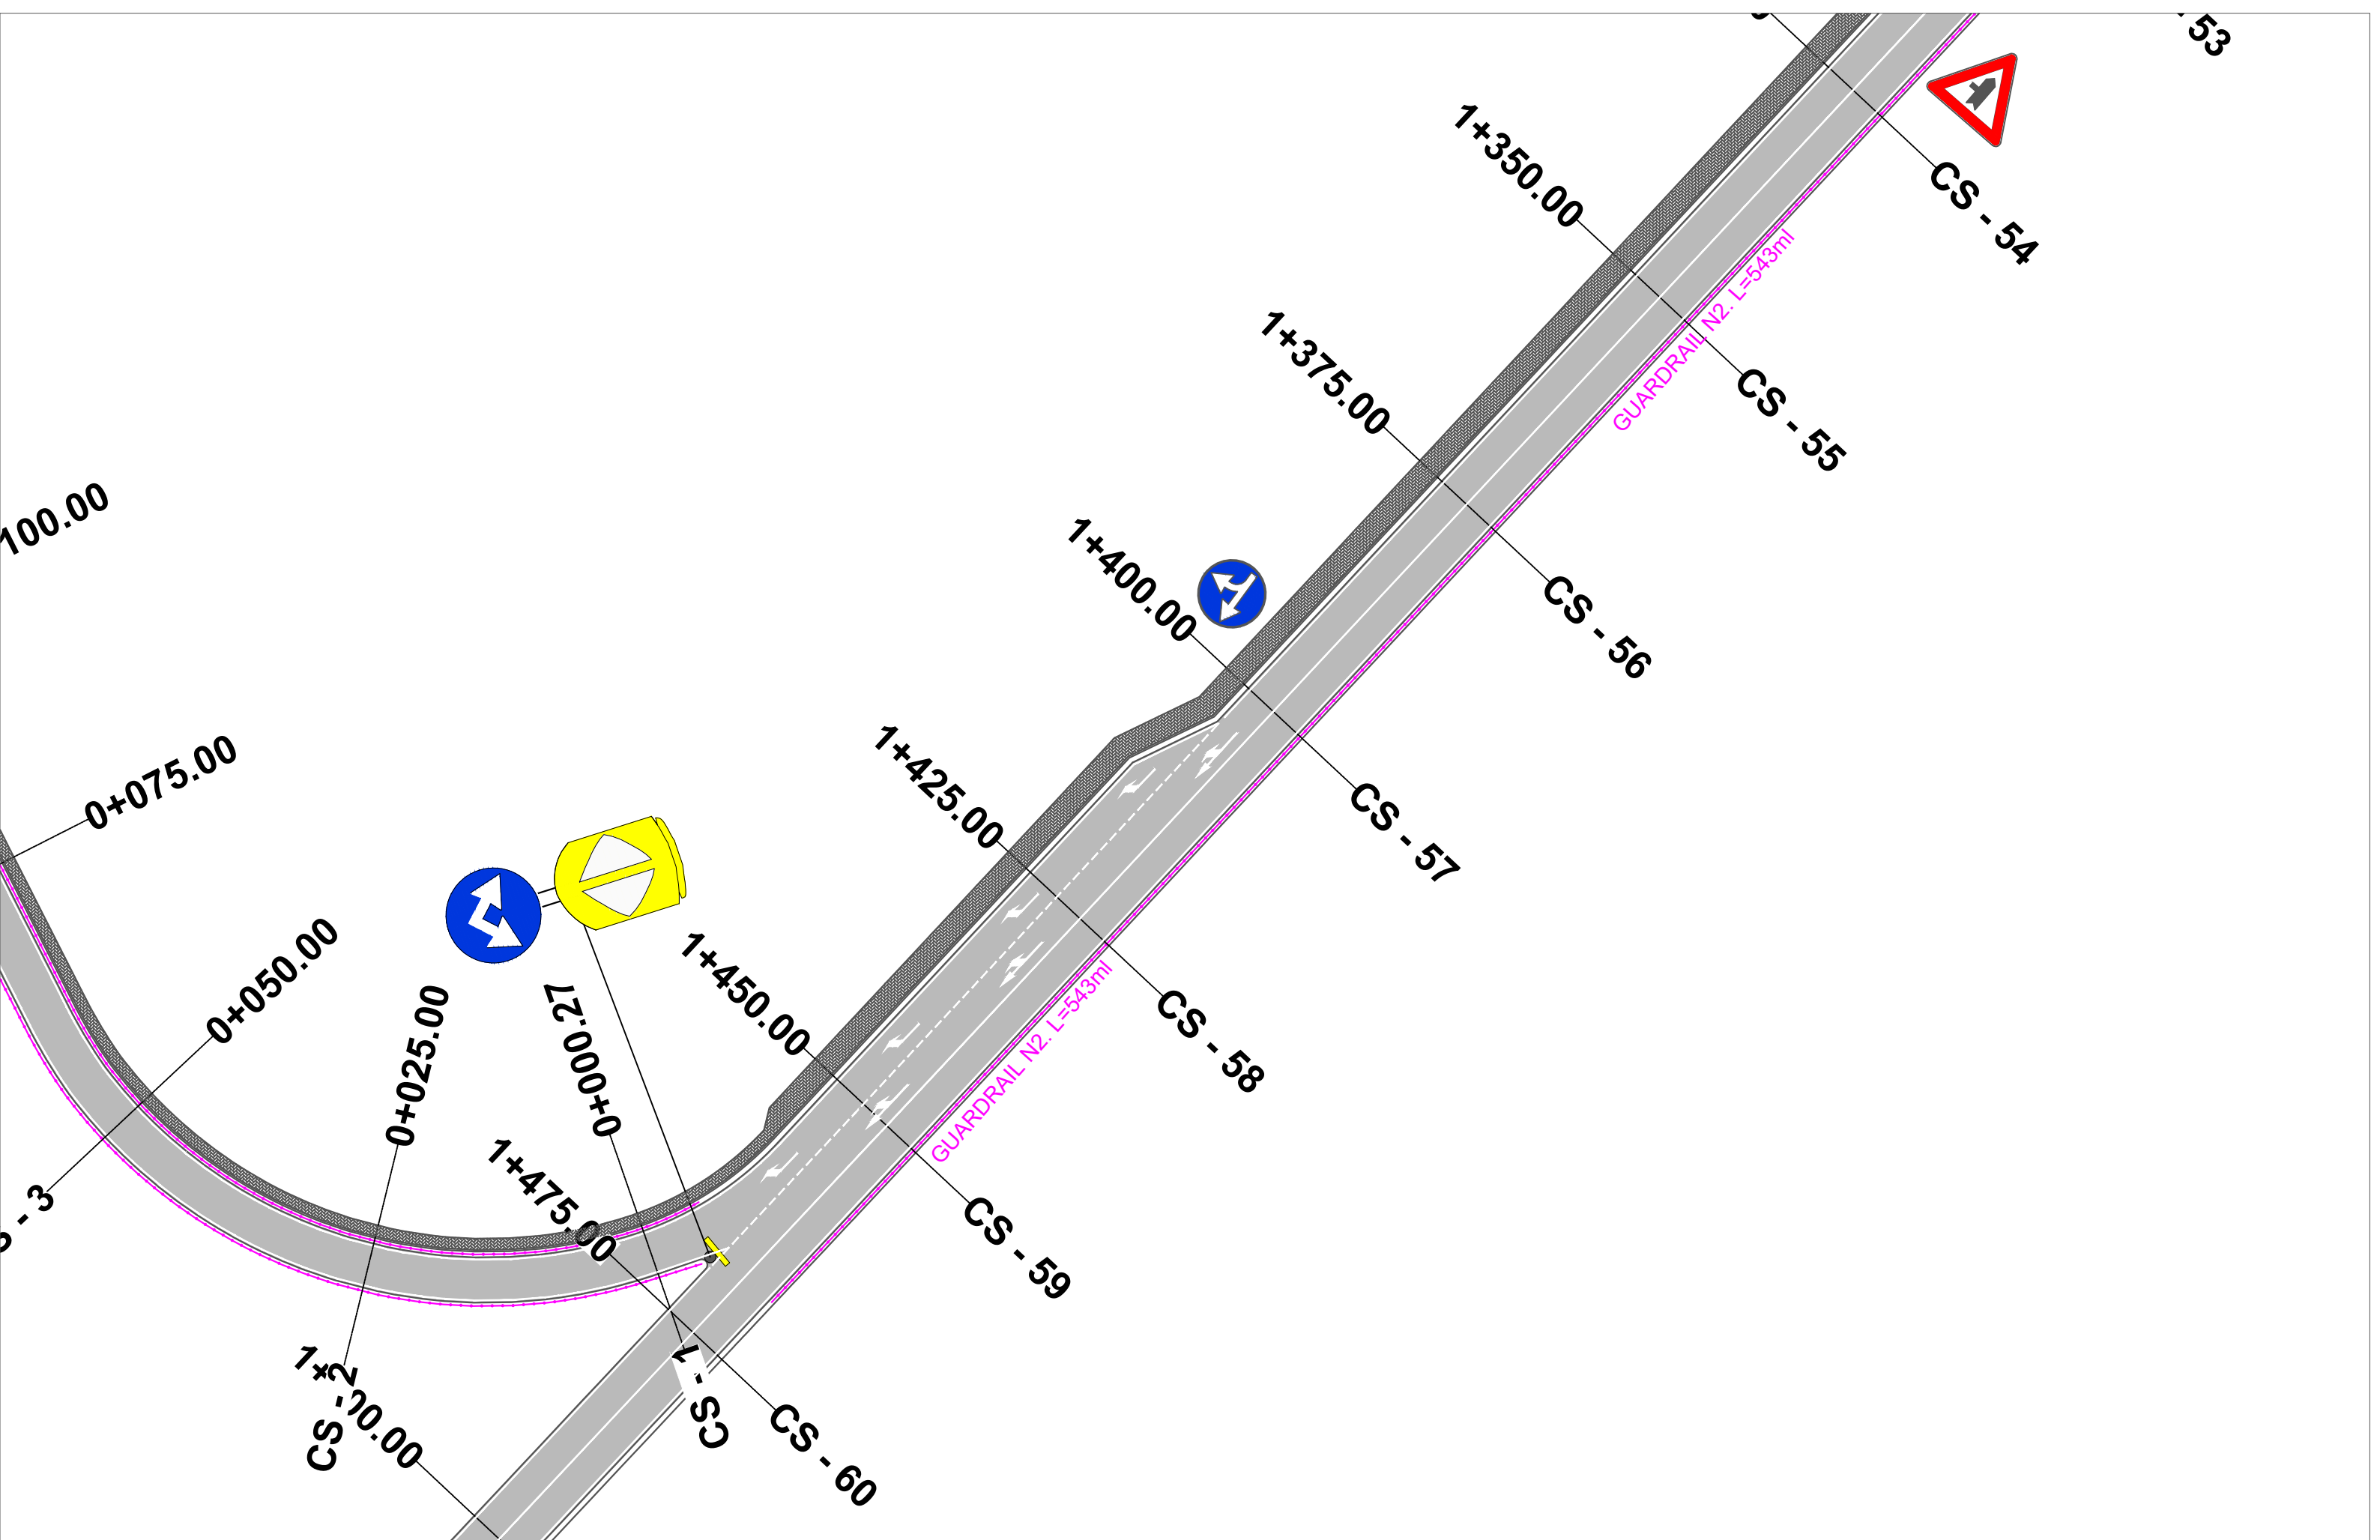 - 53
CS - 54
1+350.00
GUARDRAIL N2. L=543ml
CS - 55
1+375.00
CS - 56
100.00
1+400.00
CS - 57
1+425.00
0+075.00
CS - 58
1+450.00
GUARDRAIL N2. L=543ml
0+050.00
0+025.00
0+000.27
CS - 59
1+475.00
- 3
CS - 2
CS - 1
CS - 60